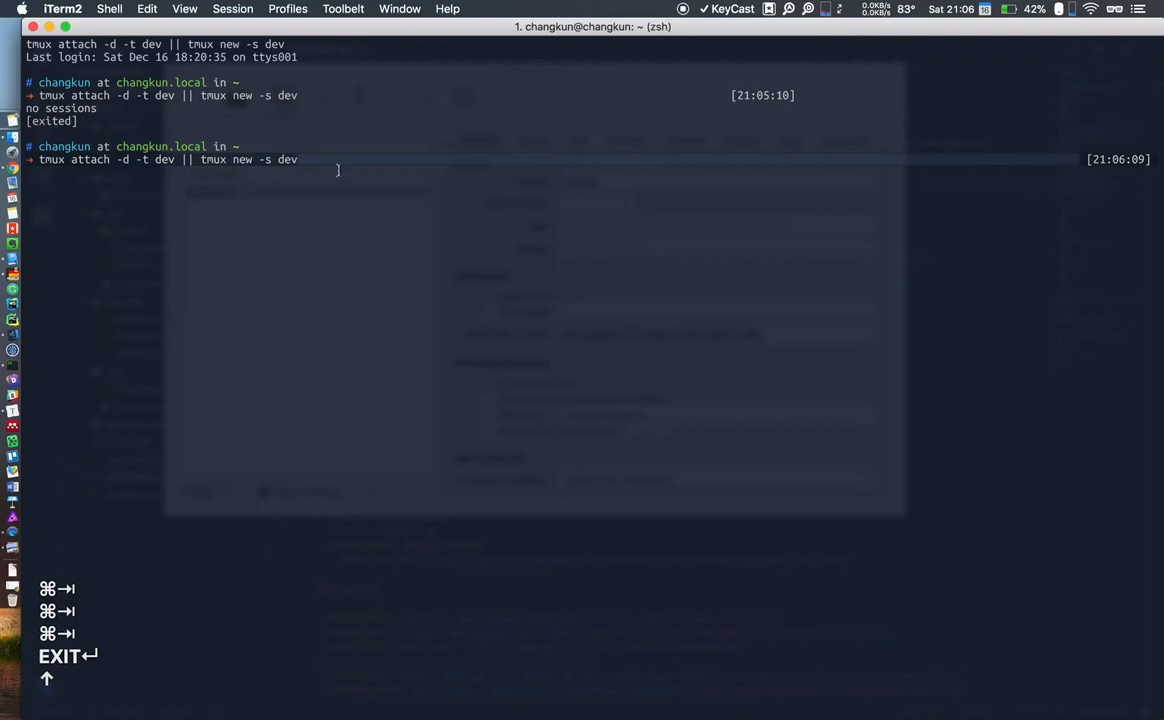 iTerm2 Shell Edit View Session Profiles Toolbelt Window Help KeyCast 0.0KB/s 0.0KB/s 83° Sat 21:06 16 42%
1. changkun@changkun: ~ (zsh)
tmux attach -d -t dev || tmux new -s dev
Last login: Sat Dec 16 18:20:35 on ttys001
# changkun at changkun.local in ~
→ tmux attach -d -t dev || tmux new -s dev [21:05:10]
no sessions
[exited]
# changkun at changkun.local in ~
→ tmux attach -d -t dev || tmux new -s dev [21:06:09]
⌘⇥
⌘⇥
⌘⇥
EXIT↵
↑